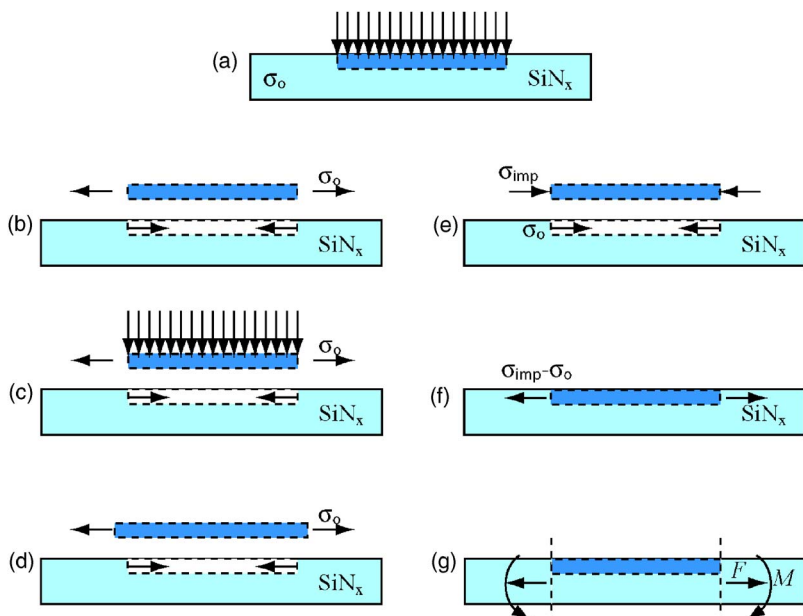 (a) σo SiNx
(b) σo SiNx
(e) σimp σo SiNx
(c) σo SiNx
(f) σimp-σo SiNx
(d) σo SiNx
(g) F M